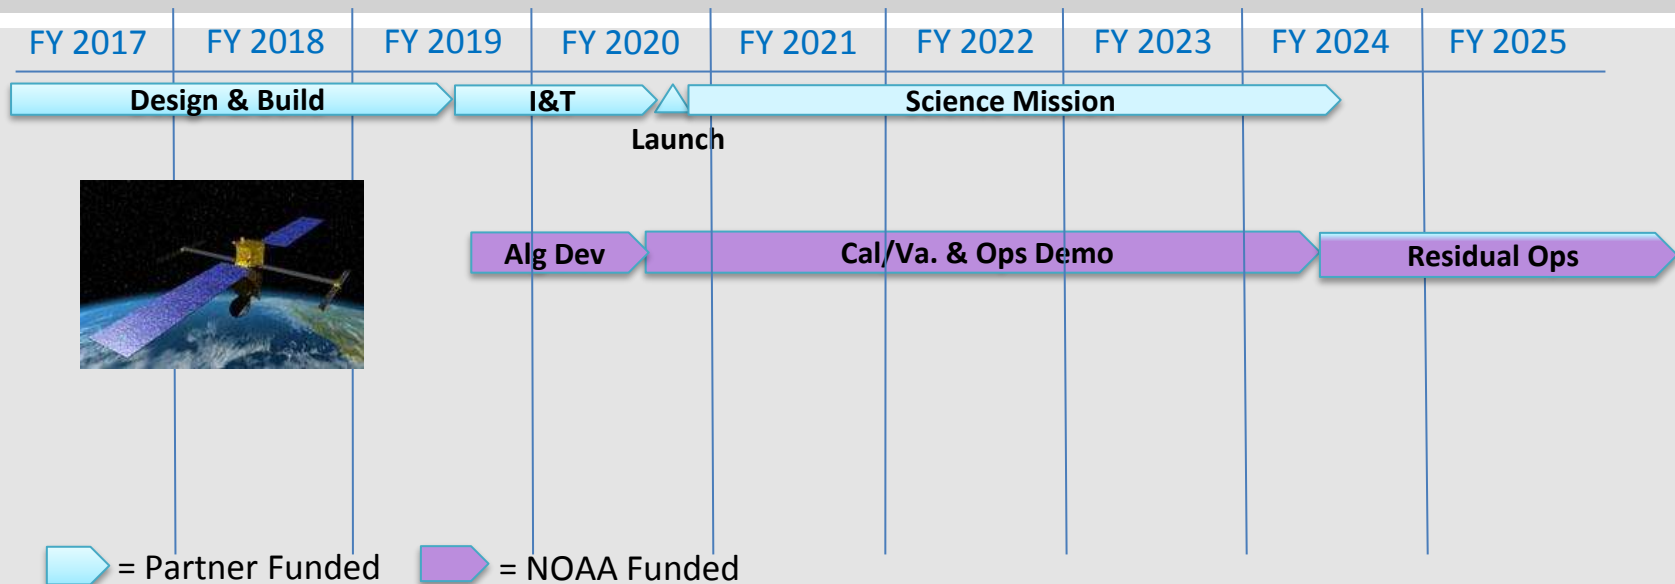 FY 2017 FY 2018 FY 2019 FY 2020 FY 2021 FY 2022 FY 2023 FY 2024 FY 2025
Design & Build I&T Science Mission
Launch
Alg Dev Cal/Va. & Ops Demo Residual Ops
= Partner Funded = NOAA Funded